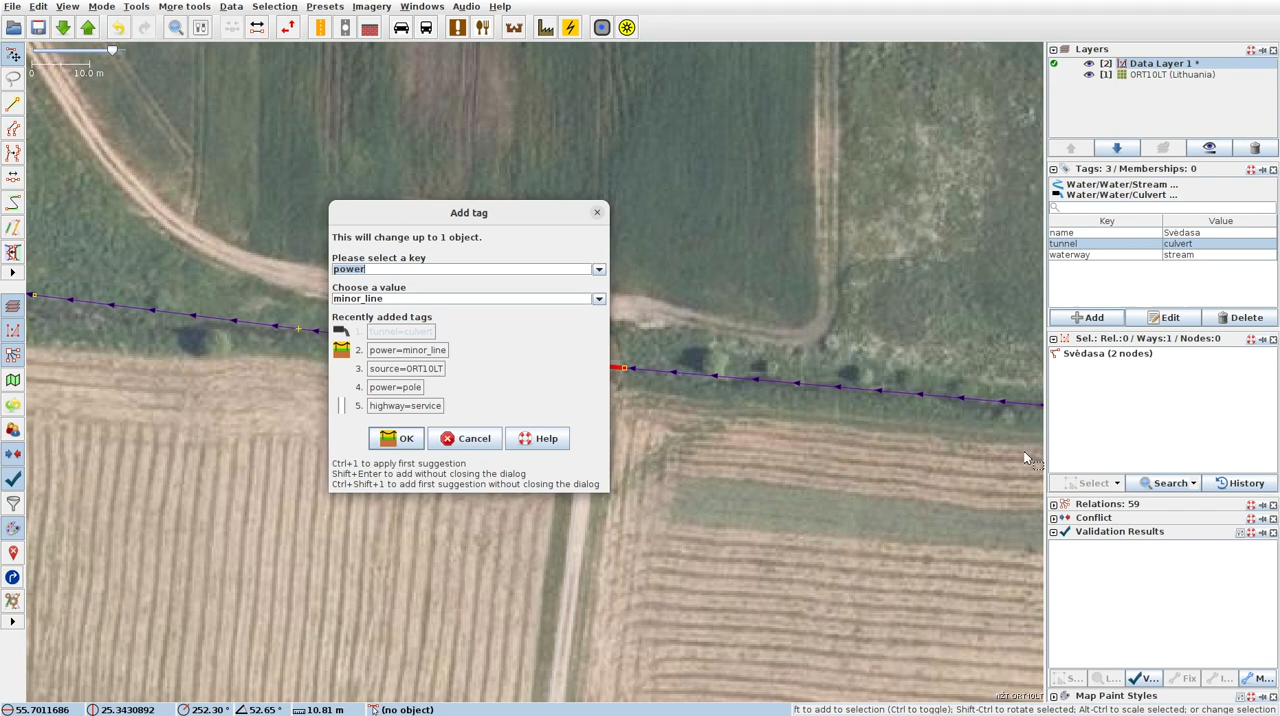 File Edit View Mode Tools More tools Data Selection Presets Imagery Windows Audio Help
0 10.0 m
Layers
[2] Data Layer 1 *
[1] ORT10LT (Lithuania)
Tags: 3 / Memberships: 0
Water/Water/Stream ...
Water/Water/Culvert ...
Key Value
name Svėdasa
tunnel culvert
waterway stream
Add Edit Delete
Sel.: Rel.:0 / Ways:1 / Nodes:0
Svėdasa (2 nodes)
Select Search History
Relations: 59
Conflict
Validation Results
S... L... V... Fix I... M...
Map Paint Styles
Add tag
This will change up to 1 object.
Please select a key
power
Choose a value
minor_line
Recently added tags
1. tunnel=culvert
2. power=minor_line
3. source=ORT10LT
4. power=pole
5. highway=service
OK Cancel Help
Ctrl+1 to apply first suggestion
Shift+Enter to add without closing the dialog
Ctrl+Shift+1 to add first suggestion without closing the dialog
NŽT ORT10LT
55.7011686 25.3430892 252.30 ° 52.65 ° 10.81 m (no object) ft to add to selection (Ctrl to toggle); Shift-Ctrl to rotate selected; Alt-Ctrl to scale selected; or change selection